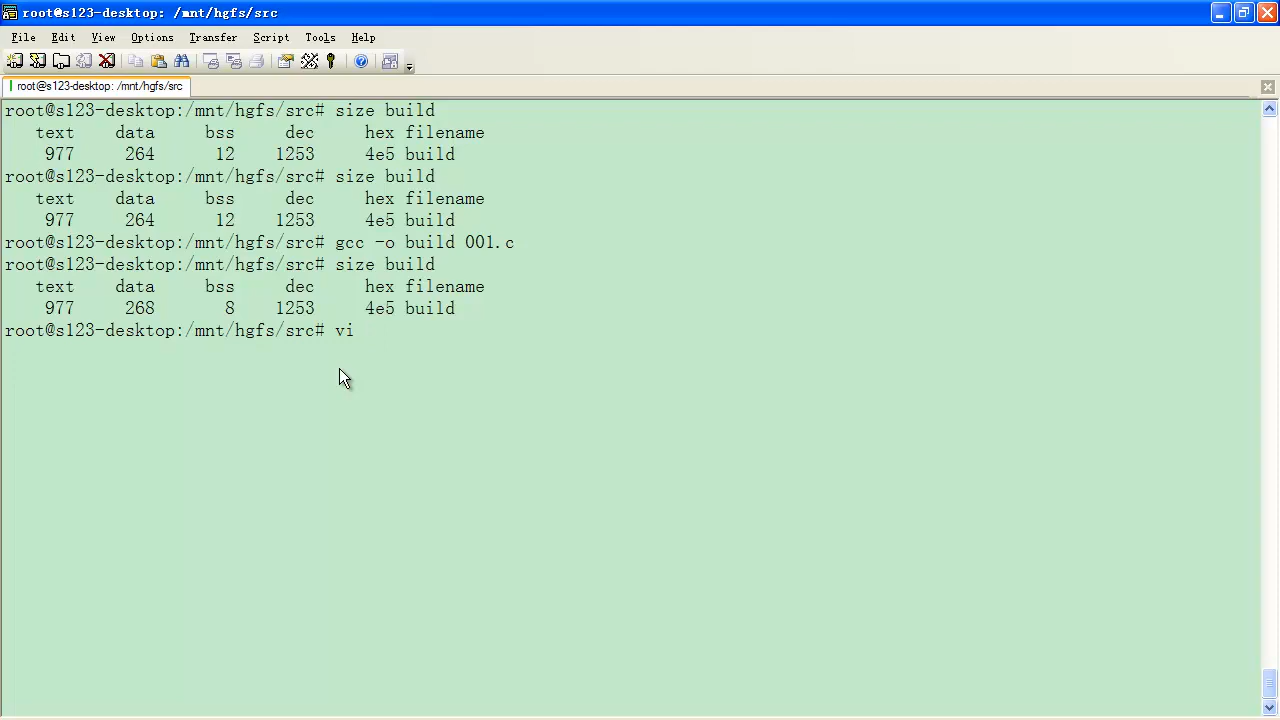 root@s123-desktop: /mnt/hgfs/src
File Edit View Options Transfer Script Tools Help
root@s123-desktop: /mnt/hgfs/src
root@s123-desktop:/mnt/hgfs/src# size build
text data bss dec hex filename
977 264 12 1253 4e5 build
root@s123-desktop:/mnt/hgfs/src# size build
text data bss dec hex filename
977 264 12 1253 4e5 build
root@s123-desktop:/mnt/hgfs/src# gcc -o build 001.c
root@s123-desktop:/mnt/hgfs/src# size build
text data bss dec hex filename
977 268 8 1253 4e5 build
root@s123-desktop:/mnt/hgfs/src# vi